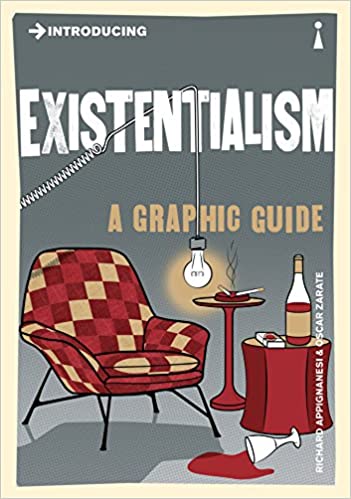 INTRODUCING
EXISTENTIALISM
A GRAPHIC GUIDE
RICHARD APPIGNANESI & OSCAR ZARATE